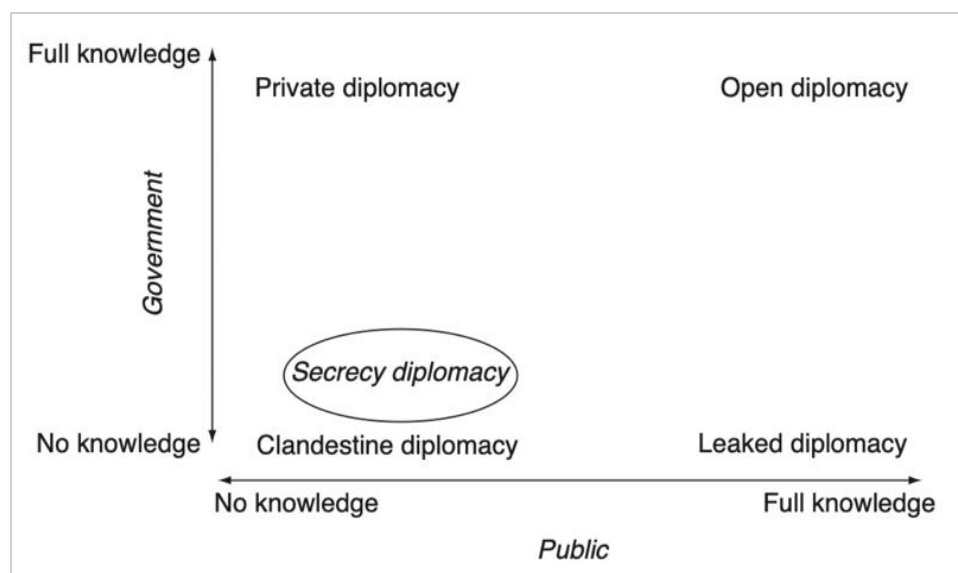 Full knowledge
Private diplomacy
Open diplomacy
Government
Secrecy diplomacy
No knowledge
Clandestine diplomacy
Leaked diplomacy
No knowledge
Full knowledge
Public